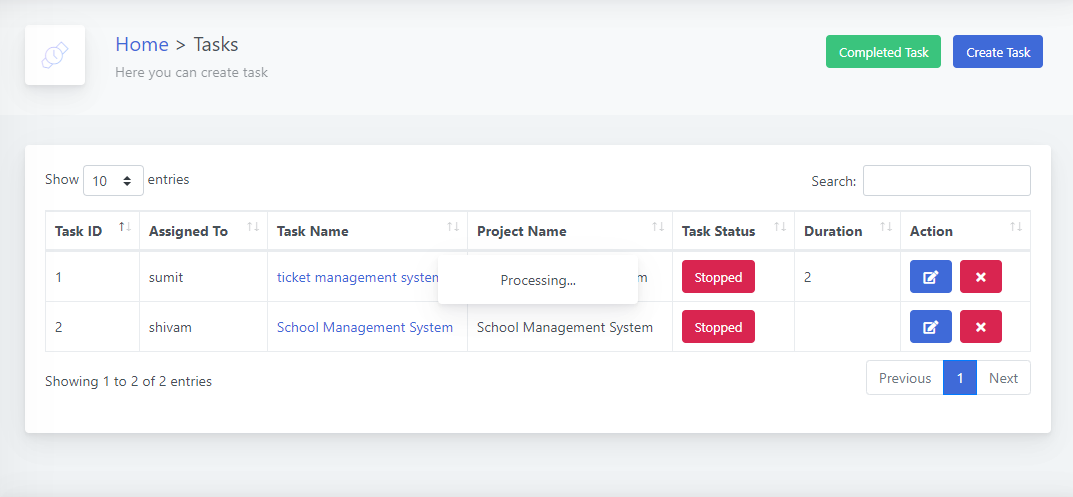 Home > Tasks
Here you can create task
Completed Task
Create Task
Show 10 entries
Search:
Task ID Assigned To Task Name Project Name Task Status Duration Action
1 sumit ticket management system Processing... m Stopped 2
2 shivam School Management System School Management System Stopped
Showing 1 to 2 of 2 entries
Previous 1 Next